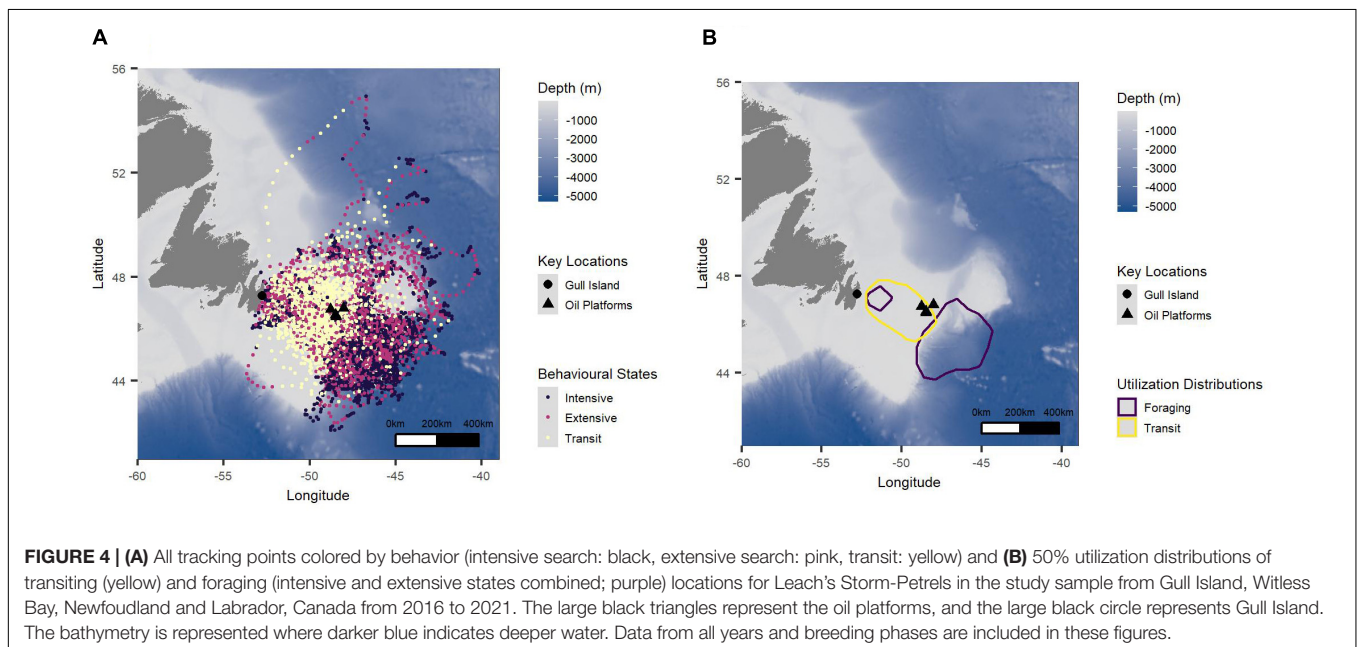 A
56
52
48
44
-60
-55
-50
-45
-40
Latitude
Longitude
0km 200km 400km
Depth (m)
-1000
-2000
-3000
-4000
-5000
Key Locations
Gull Island
Oil Platforms
Behavioural States
Intensive
Extensive
Transit
B
56
52
48
44
-60
-55
-50
-45
-40
Latitude
Longitude
0km 200km 400km
Depth (m)
-1000
-2000
-3000
-4000
-5000
Key Locations
Gull Island
Oil Platforms
Utilization Distributions
Foraging
Transit
FIGURE 4 | (A) All tracking points colored by behavior (intensive search: black, extensive search: pink, transit: yellow) and (B) 50% utilization distributions of
transiting (yellow) and foraging (intensive and extensive states combined; purple) locations for Leach's Storm-Petrels in the study sample from Gull Island, Witless
Bay, Newfoudland and Labrador, Canada from 2016 to 2021. The large black triangles represent the oil platforms, and the large black circle represents Gull Island.
The bathymetry is represented where darker blue indicates deeper water. Data from all years and breeding phases are included in these figures.